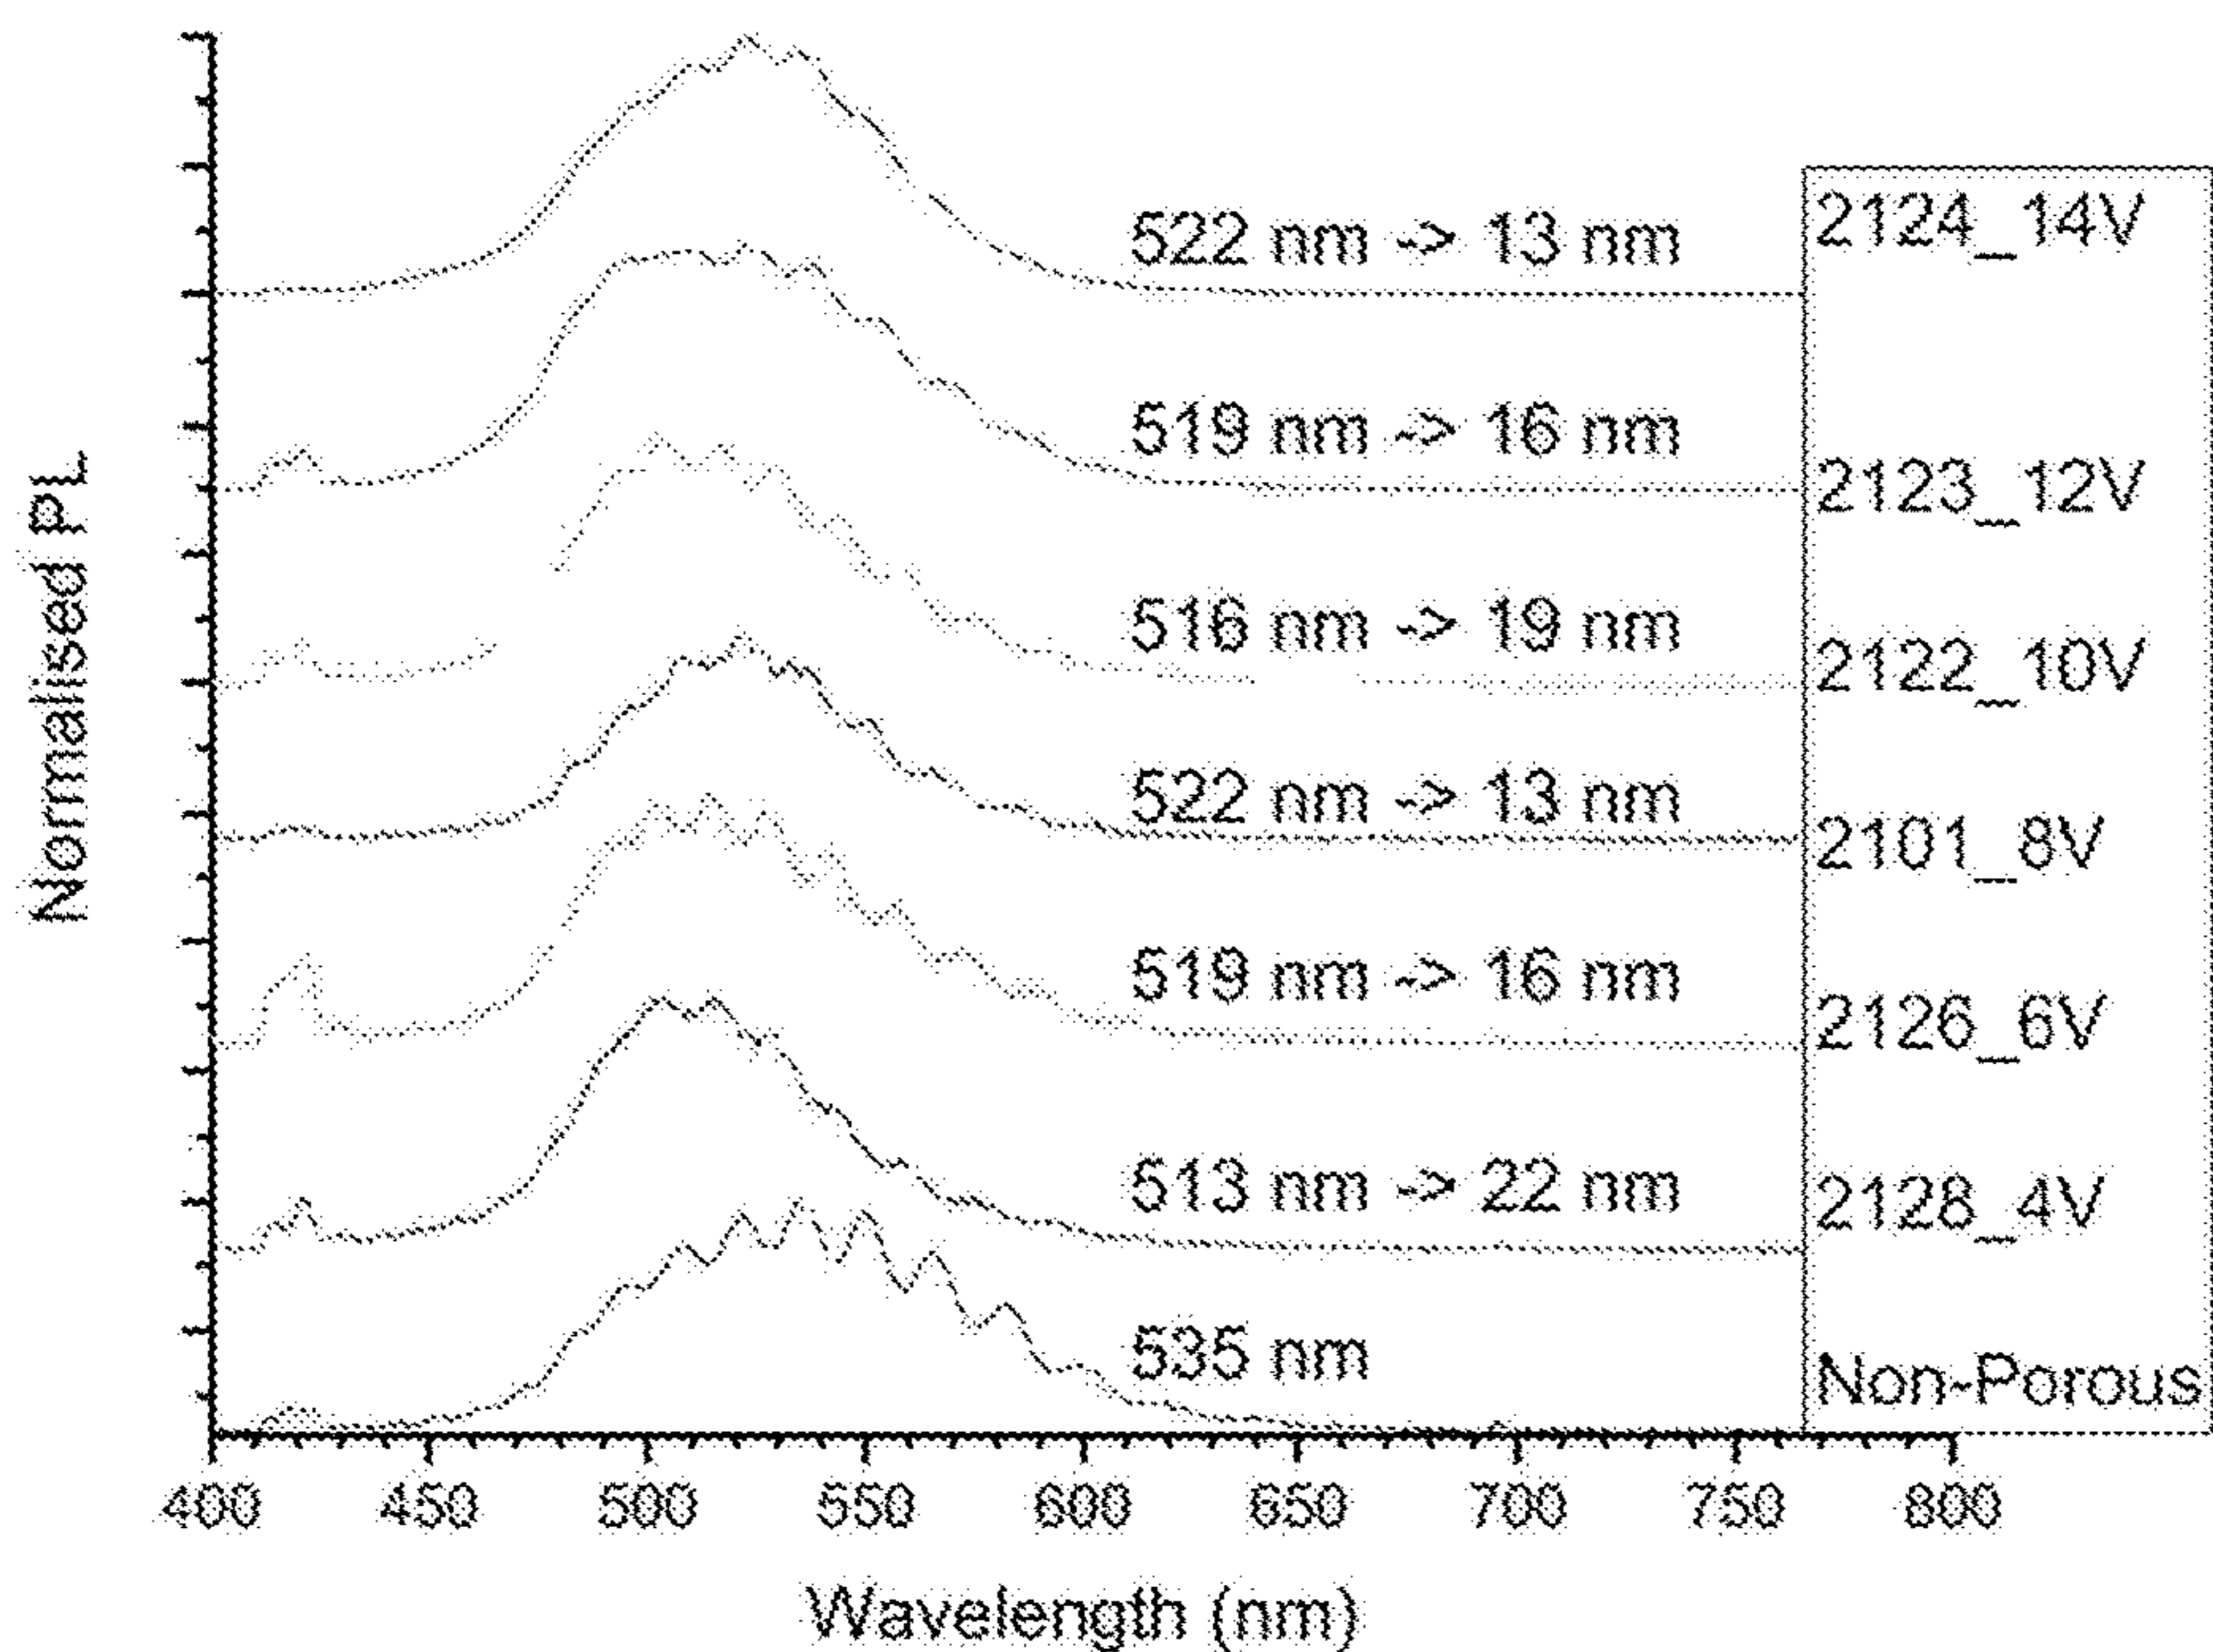 Normalised PL
522 nm -> 13 nm
519 nm -> 16 nm
516 nm -> 19 nm
522 nm -> 13 nm
519 nm -> 16 nm
513 nm -> 22 nm
535 nm
2124_14V
2123_12V
2122_10V
2101_8V
2126_6V
2128_4V
Non-Porous
400 450 500 550 600 650 700 750 800
Wavelength (nm)